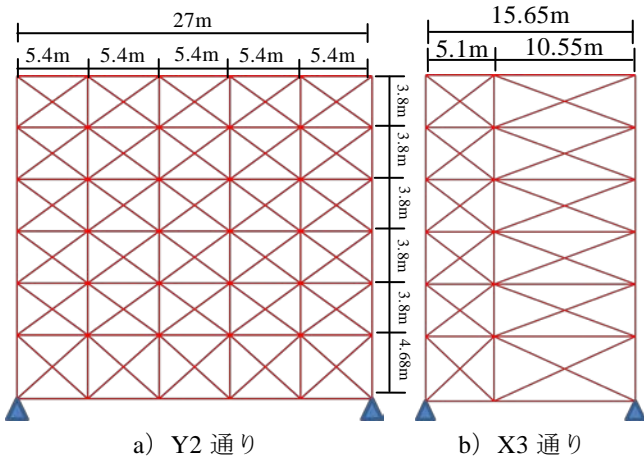 27m
5.4m 5.4m 5.4m 5.4m 5.4m
3.8m
3.8m
3.8m
3.8m
3.8m
4.68m
a) Y2 通り
15.65m
5.1m 10.55m
b) X3 通り